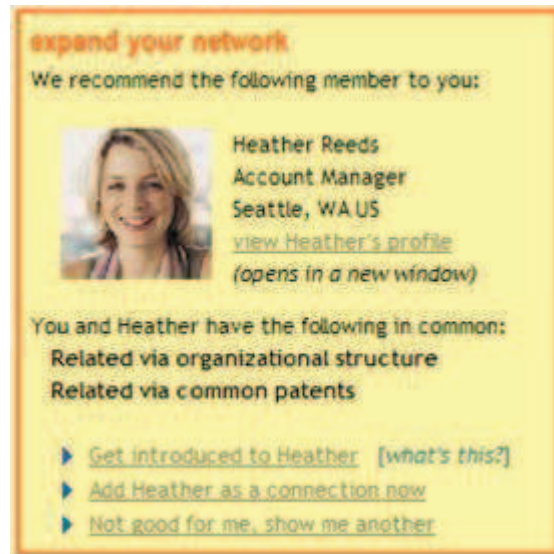 expand your network
We recommend the following member to you:
Heather Reeds
Account Manager
Seattle, WA US
view Heather's profile
(opens in a new window)
You and Heather have the following in common:
Related via organizational structure
Related via common patents
Get introduced to Heather [what's this?]
Add Heather as a connection now
Not good for me, show me another